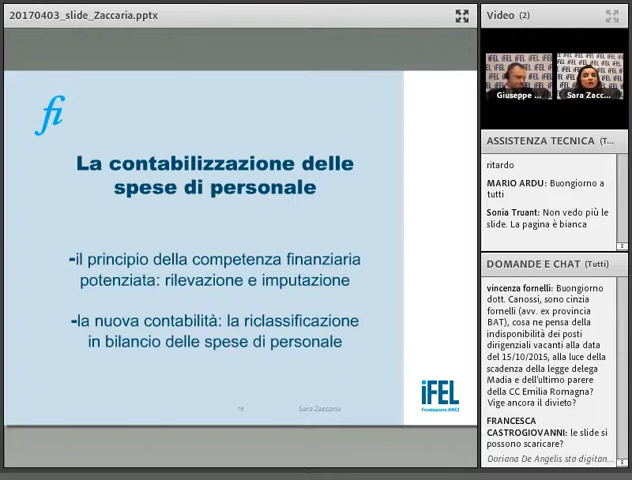 20170403_slide_Zaccaria.pptx
fi
La contabilizzazione delle
spese di personale
-il principio della competenza finanziaria
potenziata: rilevazione e imputazione
-la nuova contabilità: la riclassificazione
in bilancio delle spese di personale
19
Sara Zaccaria
iFEL
Fondazione ANCI
Video (2)
Giuseppe ...
Sara Zacc...
ASSISTENZA TECNICA (T...
ritardo
MARIO ARDU: Buongiorno a
tutti
Sonia Truant: Non vedo più le
slide. La pagina è bianca
DOMANDE E CHAT (Tutti)
vincenza fornelli: Buongiorno
dott. Canossi, sono cinzia
fornelli (avv. ex provincia
BAT), cosa ne pensa della
indisponibilità dei posti
dirigenziali vacanti alla data
del 15/10/2015, alla luce della
scadenza della legge delega
Madia e dell'ultimo parere
della CC Emilia Romagna?
Vige ancora il divieto?
FRANCESCA
CASTROGIOVANNI: le slide si
possono scaricare?
Doriana De Angelis sta digitan...